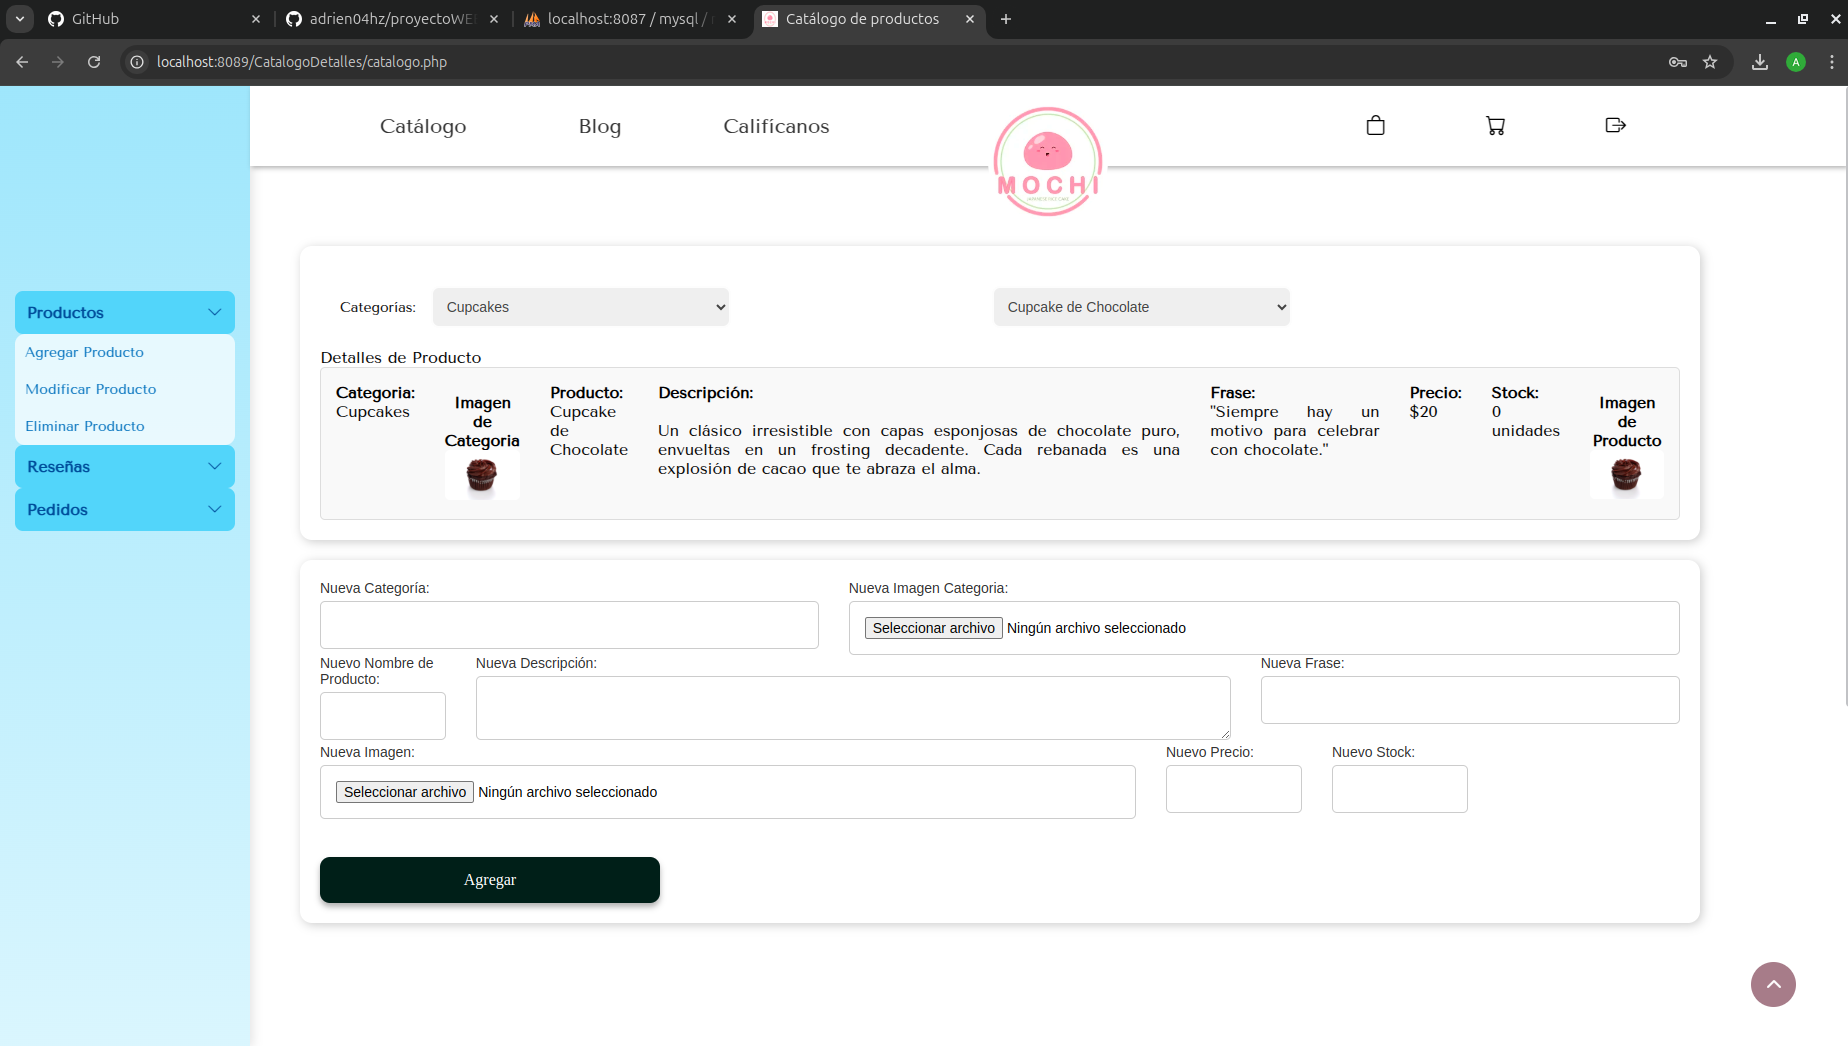 GitHub
adrien04hz/proyectoWE
localhost:8087 / mysql /
Catálogo de productos
localhost:8089/CatalogoDetalles/catalogo.php
A
Catálogo
Blog
Califícanos
MOCHI
Productos
Agregar Producto
Modificar Producto
Eliminar Producto
Reseñas
Pedidos
Categorías:
Cupcakes
Cupcake de Chocolate
Detalles de Producto
Categoria:
Cupcakes
Imagen
de
Categoria
Producto:
Cupcake
de
Chocolate
Descripción:
Un clásico irresistible con capas esponjosas de chocolate puro,
envueltas en un frosting decadente. Cada rebanada es una
explosión de cacao que te abraza el alma.
Frase:
"Siempre hay un
motivo para celebrar
con chocolate."
Precio:
$20
Stock:
0
unidades
Imagen
de
Producto
Nueva Categoría:
Nueva Imagen Categoria:
Seleccionar archivo Ningún archivo seleccionado
Nuevo Nombre de
Producto:
Nueva Descripción:
Nueva Frase:
Nueva Imagen:
Seleccionar archivo Ningún archivo seleccionado
Nuevo Precio:
Nuevo Stock:
Agregar